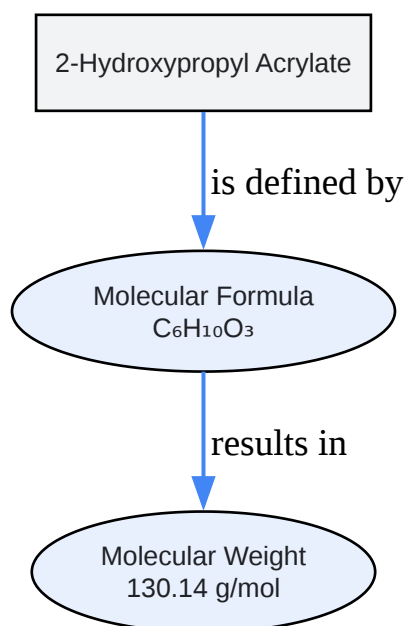 2-Hydroxypropyl Acrylate
is defined by
Molecular Formula
C₆H₁₀O₃
results in
Molecular Weight
130.14 g/mol